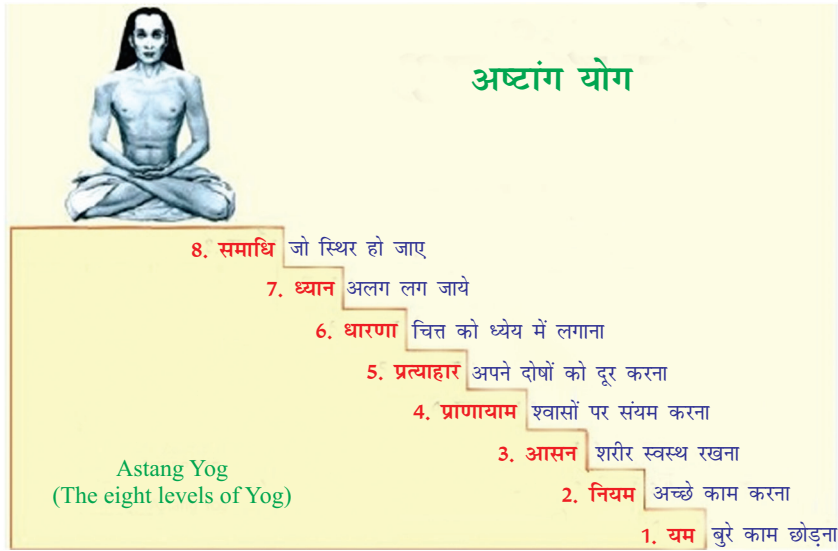 अष्टांग योग
8. समाधि जो स्थिर हो जाए
7. ध्यान अलग लग जाये
6. धारणा चित्त को ध्येय में लगाना
5. प्रत्याहार अपने दोषों को दूर करना
4. प्राणायाम श्वासों पर संयम करना
3. आसन शरीर स्वस्थ रखना
2. नियम अच्छे काम करना
1. यम बुरे काम छोड़ना
Astang Yog
(The eight levels of Yog)